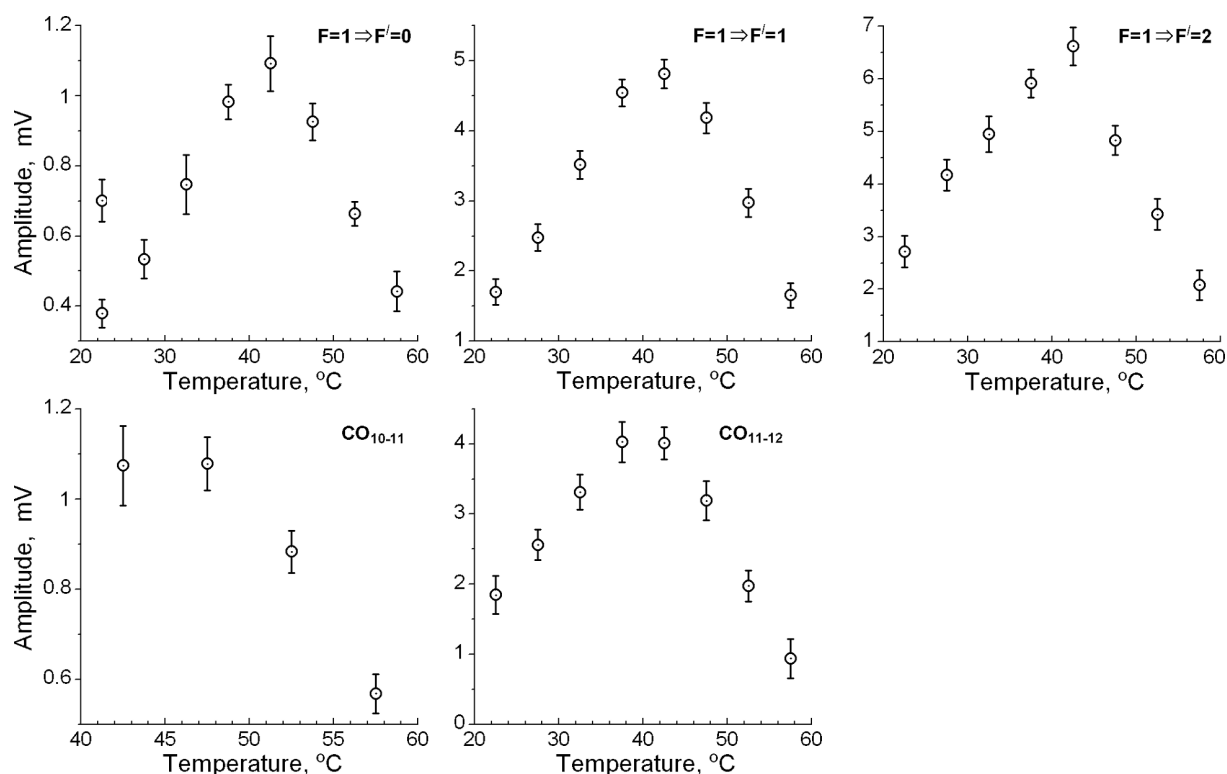 F=1⇒F/=0
Amplitude, mV
1.2
1
0.8
0.6
0.4
20 30 40 50 60
Temperature, °C
F=1⇒F/=1
5
4
3
2
1
20 30 40 50 60
Temperature, °C
F=1⇒F/=2
7
6
5
4
3
2
1
20 30 40 50 60
Temperature, °C
CO10-11
Amplitude, mV
1.2
1
0.8
0.6
40 45 50 55 60
Temperature, °C
CO11-12
4
3
2
1
0
20 30 40 50 60
Temperature, °C